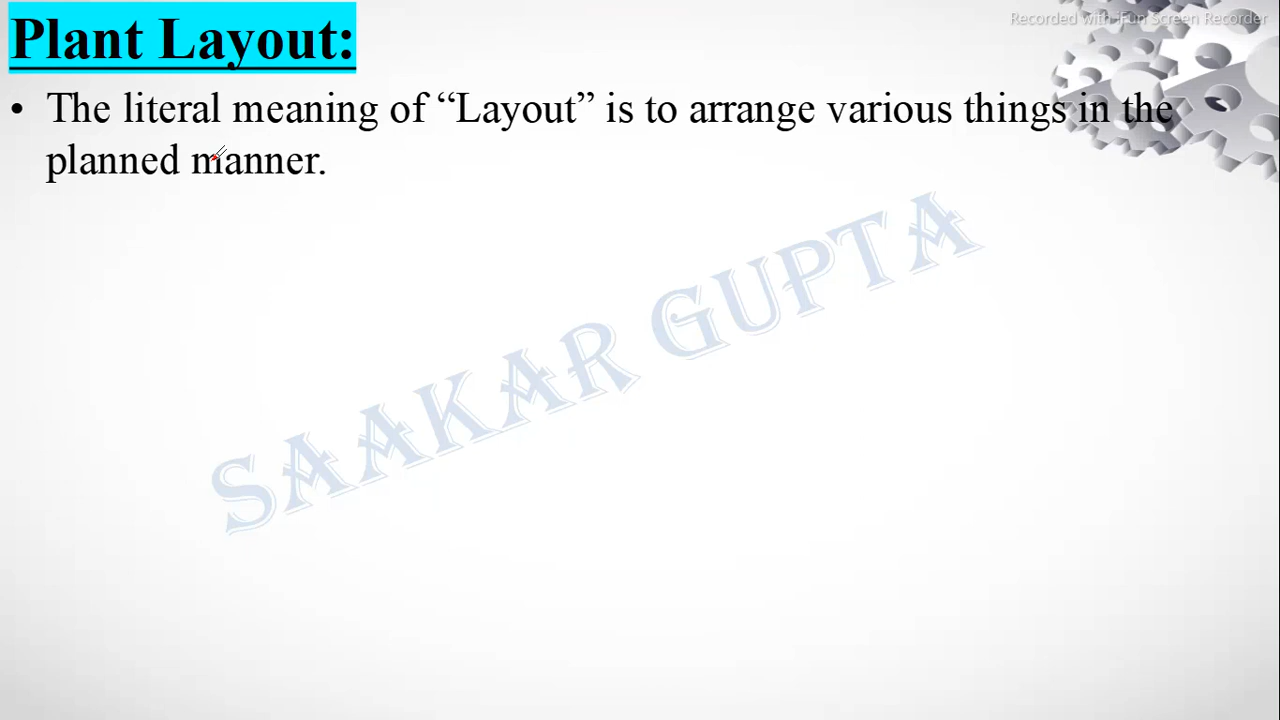 Recorded with iFun Screen Recorder
Plant Layout:
• The literal meaning of “Layout” is to arrange various things in the
planned manner.
SAAKAR GUPTA